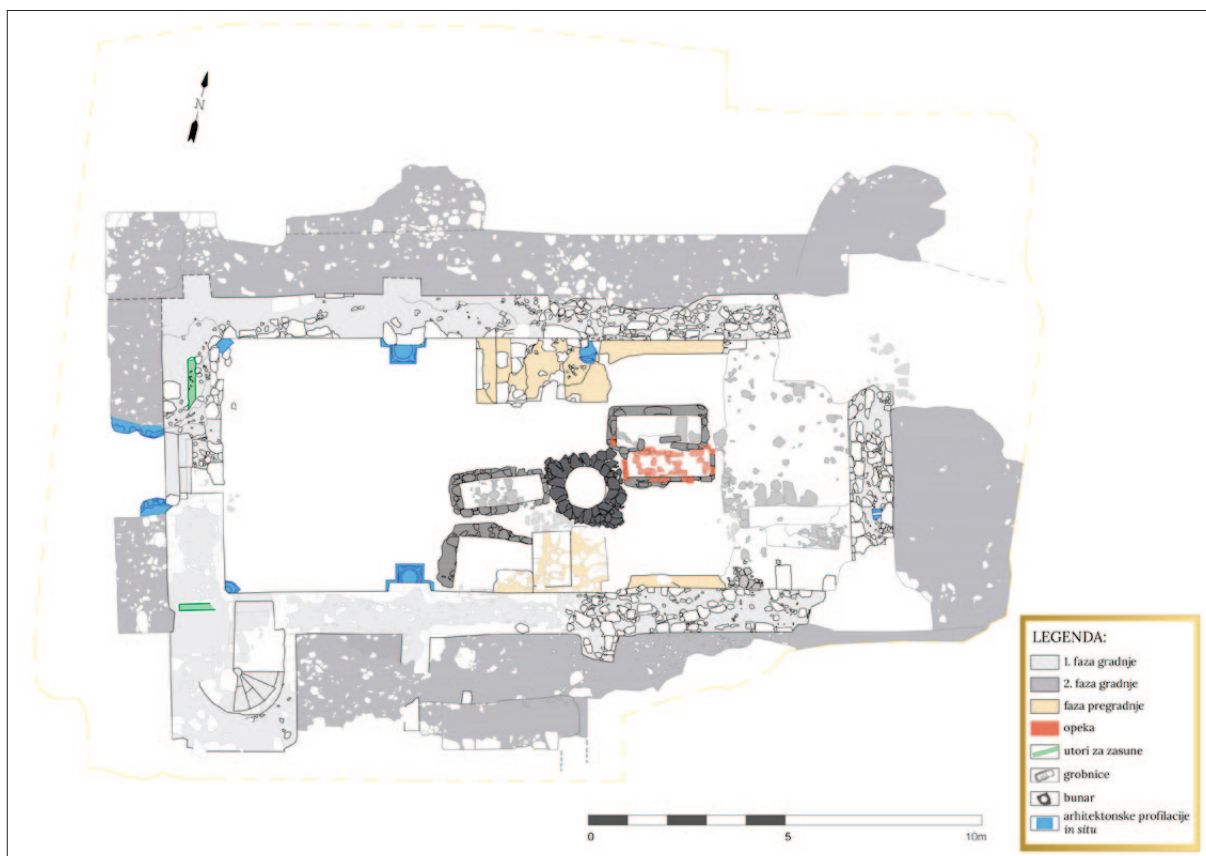 N
LEGENDA:
1. faza gradnje
2. faza gradnje
faza pregradnje
opeka
utori za zasune
grobnice
bunar
arhitektonske profilacije
in situ
0 5 10m